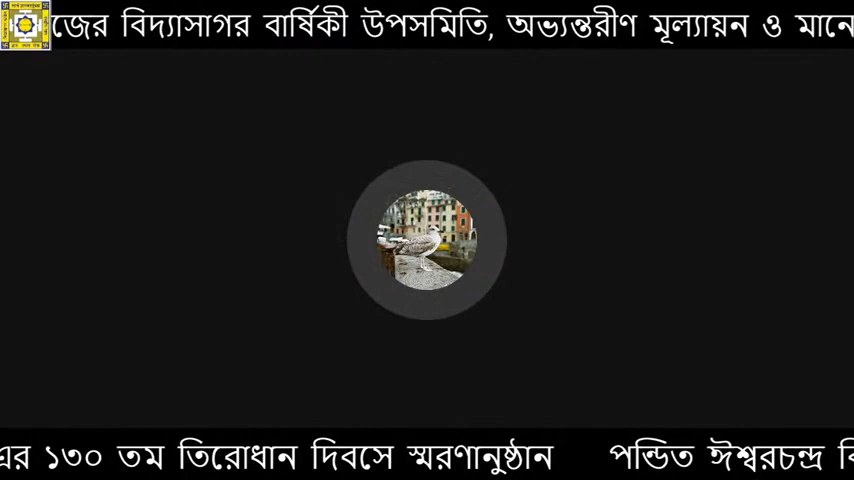 জের বিদ্যাসাগর বার্ষিকী উপসমিতি, অভ্যন্তরীণ মূল্যায়ন ও মানে
এর ১৩০ তম তিরোধান দিবসে স্মরণানুষ্ঠান পন্ডিত ঈশ্বরচন্দ্র বি